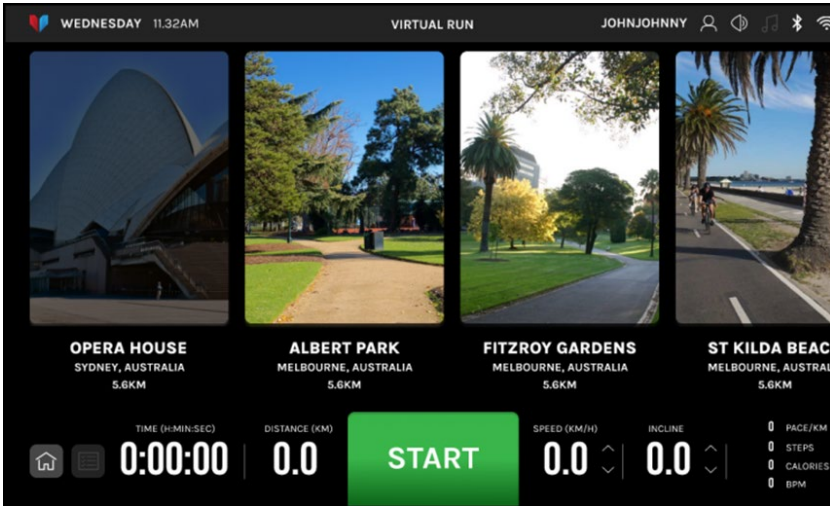 WEDNESDAY 11.32AM
VIRTUAL RUN
JOHNJOHNNY
OPERA HOUSE
SYDNEY, AUSTRALIA
5.6KM
ALBERT PARK
MELBOURNE, AUSTRALIA
5.6KM
FITZROY GARDENS
MELBOURNE, AUSTRALIA
5.6KM
ST KILDA BEAC
MELBOURNE, AUSTRAL
5.6KM
TIME (H:MIN:SEC)
0:00:00
DISTANCE (KM)
0.0
START
SPEED (KM/H)
0.0
INCLINE
0.0
0 PACE/KM
0 STEPS
0 CALORIES
0 BPM